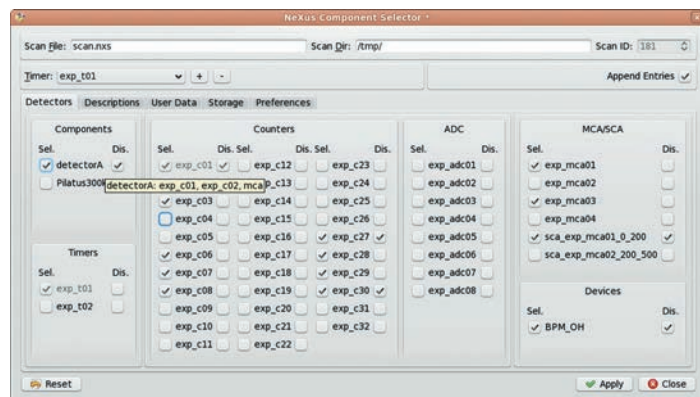 NeXus Component Selector *
Scan File: scan.nxs Scan Dir: /tmp/ Scan ID: 181
Timer: exp_t01 + - Append Entries
Detectors Descriptions User Data Storage Preferences
Components
Sel. Dis.
detectorA
Pilatus300
detectorA: exp_c01, exp_c02, mca
Timers
Sel. Dis.
exp_t01
exp_t02
Counters
Sel. Dis. Sel. Dis. Sel. Dis.
exp_c01 exp_c12 exp_c23
exp_c13 exp_c24
exp_c03 exp_c14 exp_c25
exp_c04 exp_c15 exp_c26
exp_c05 exp_c16 exp_c27
exp_c06 exp_c17 exp_c28
exp_c07 exp_c18 exp_c29
exp_c08 exp_c19 exp_c30
exp_c09 exp_c20 exp_c31
exp_c10 exp_c21 exp_c32
exp_c11 exp_c22
ADC
Sel. Dis.
exp_adc01
exp_adc02
exp_adc03
exp_adc04
exp_adc05
exp_adc06
exp_adc07
exp_adc08
MCA/SCA
Sel. Dis.
exp_mca01
exp_mca02
exp_mca03
exp_mca04
sca_exp_mca01_0_200
sca_exp_mca02_200_500
Devices
Sel. Dis.
BPM_OH
Reset Apply Close